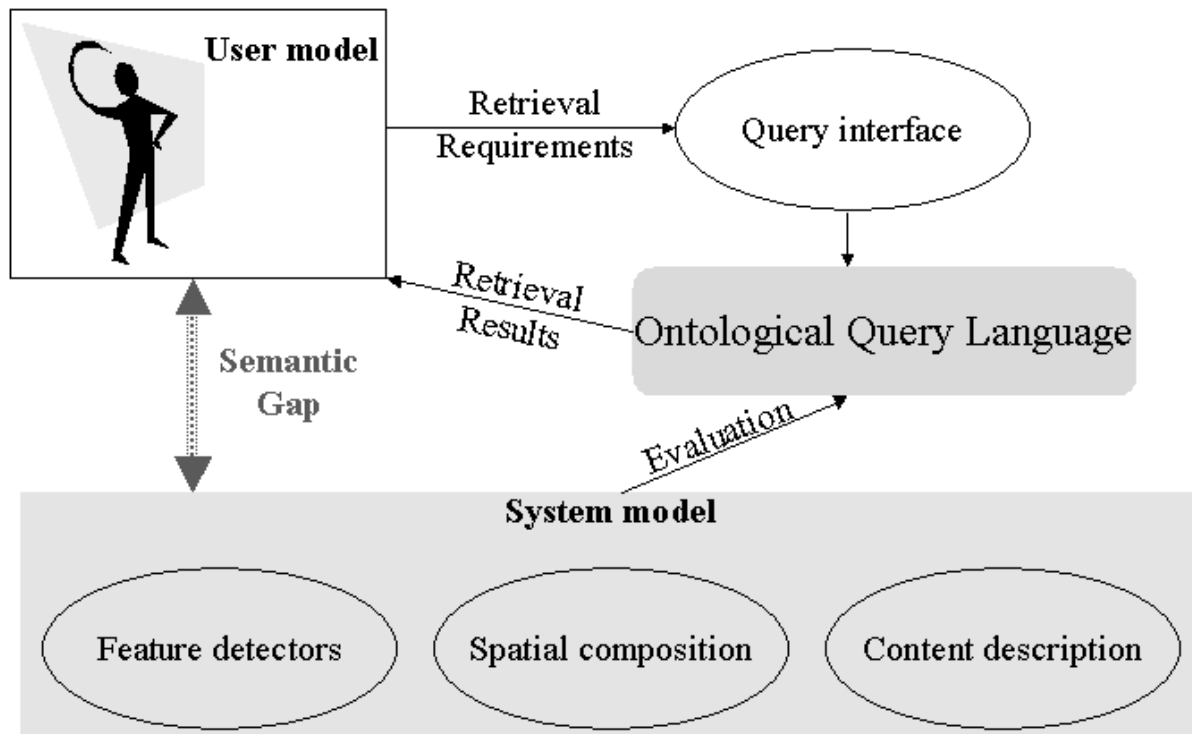 User model
Retrieval
Requirements
Query interface
Retrieval
Results
Ontological Query Language
Semantic
Gap
Evaluation
System model
Feature detectors
Spatial composition
Content description